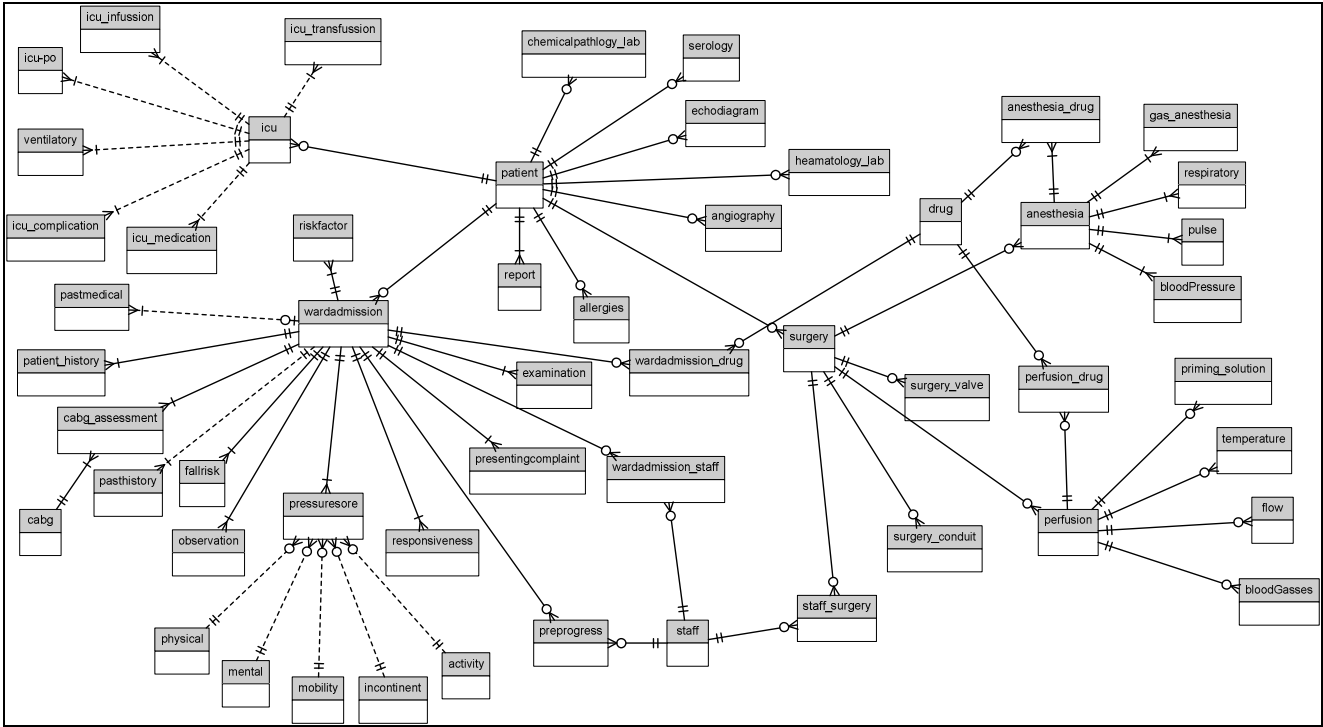 icu_infussion
icu_transfussion
chemicalpathlogy_lab
serology
icu-po
anesthesia_drug
echodiagram
gas_anesthesia
icu
ventilatory
heamatology_lab
patient
respiratory
drug
anesthesia
angiography
icu_complication
riskfactor
pulse
icu_medication
report
bloodPressure
pastmedical
allergies
wardadmission
surgery
patient_history
wardadmission_drug
examination
perfusion_drug
priming_solution
surgery_valve
cabg_assessment
temperature
presentingcomplaint
wardadmission_staff
fallrisk
pasthistory
pressuresore
flow
cabg
perfusion
observation
responsiveness
surgery_conduit
bloodGasses
staff_surgery
preprogress
staff
physical
activity
mental
mobility
incontinent